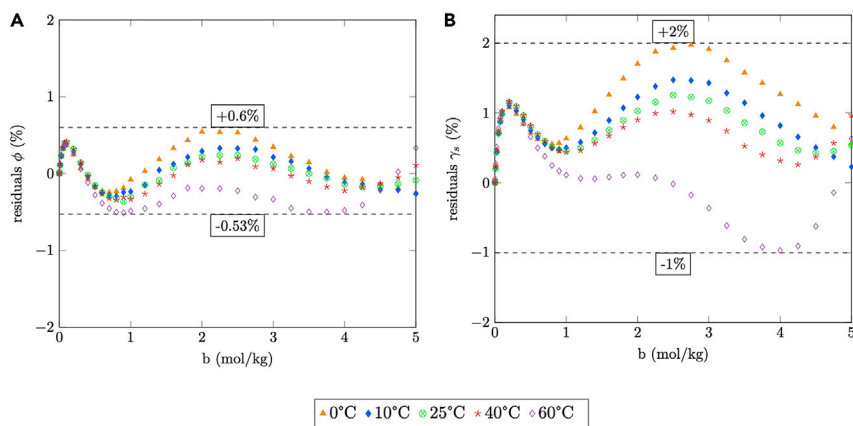 A
residuals ϕ (%)
2
1
0
−1
−2
+0.6%
-0.53%
0 1 2 3 4 5
b (mol/kg)
B
residuals γs (%)
2
1
0
−1
−2
+2%
-1%
0 1 2 3 4 5
b (mol/kg)
0°C 10°C 25°C 40°C 60°C